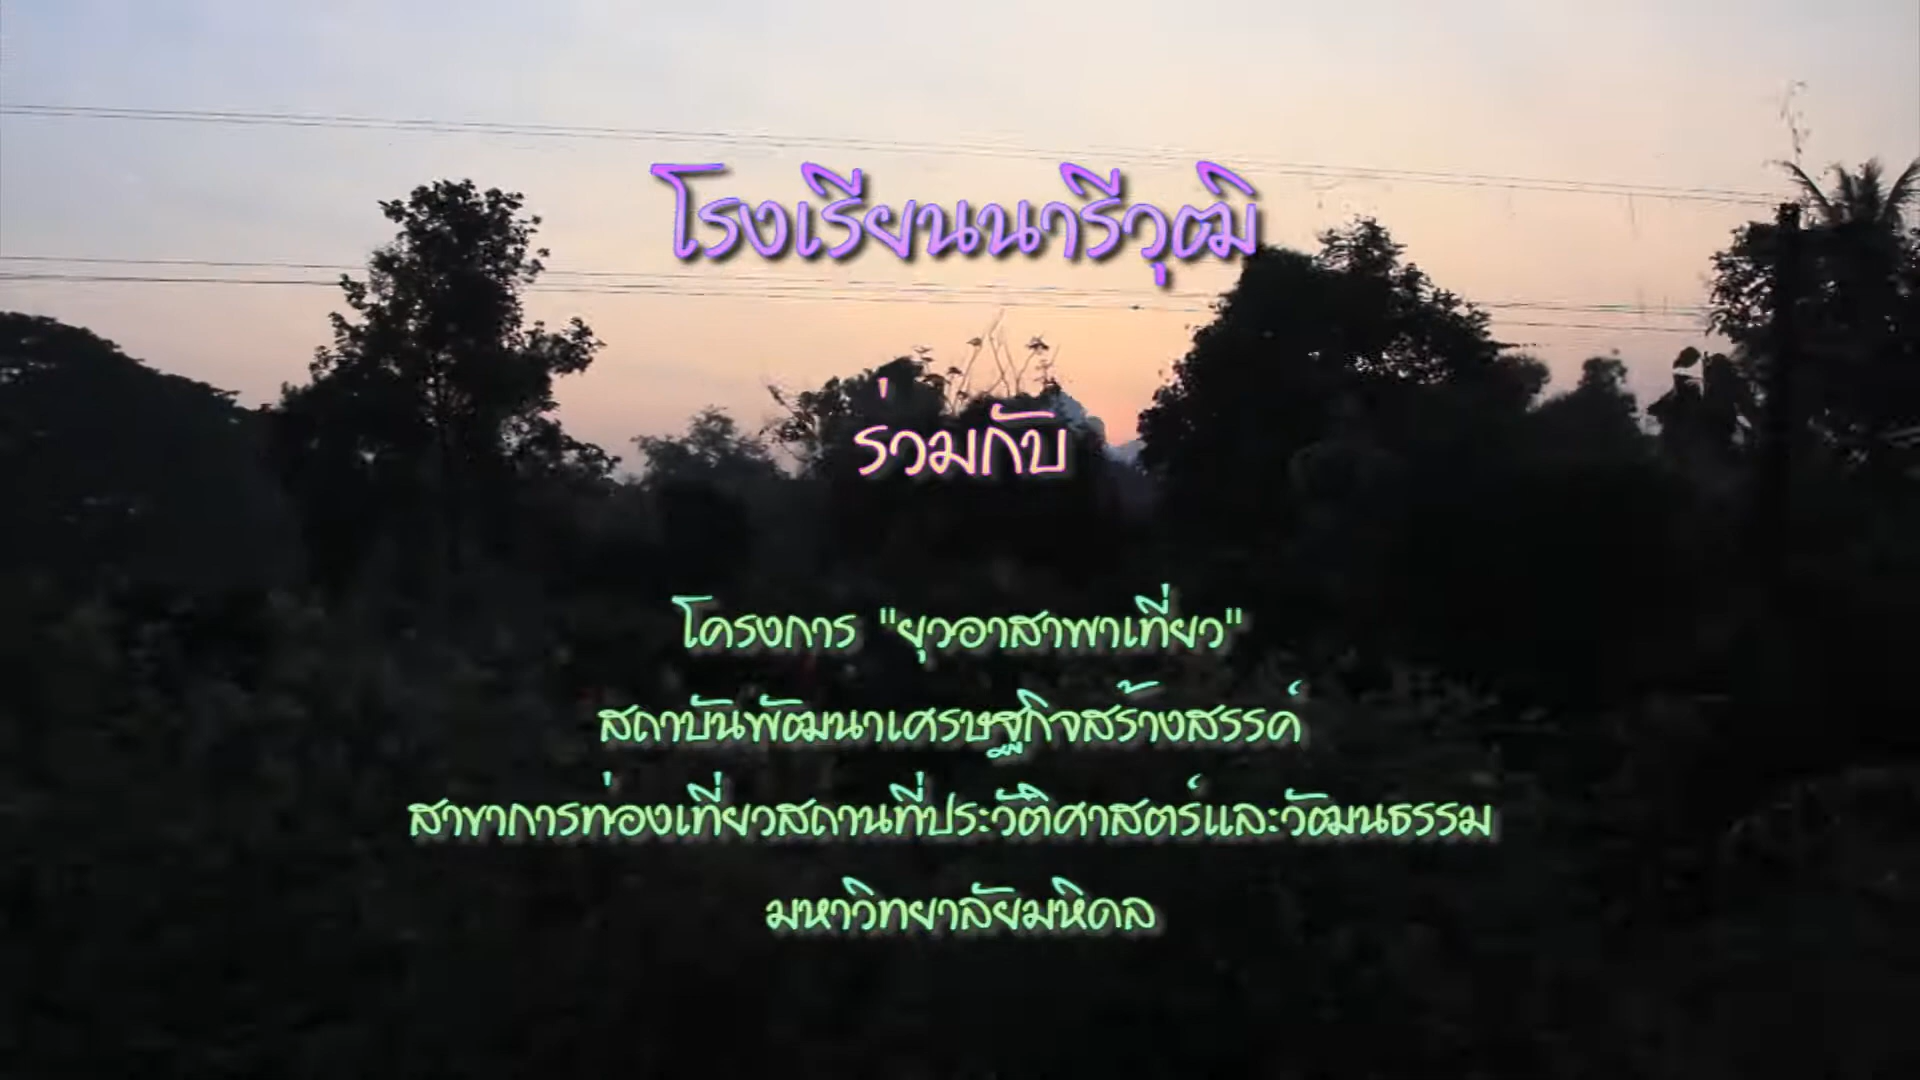 โรงเรียนนารีวุฒิ
ร่วมกับ
โครงการ "ยุวอาสาพาเที่ยว"
สถาบันพัฒนาเศรษฐกิจสร้างสรรค์
สาขาการท่องเที่ยวสถานที่ประวัติศาสตร์และวัฒนธรรม
มหาวิทยาลัยมหิดล